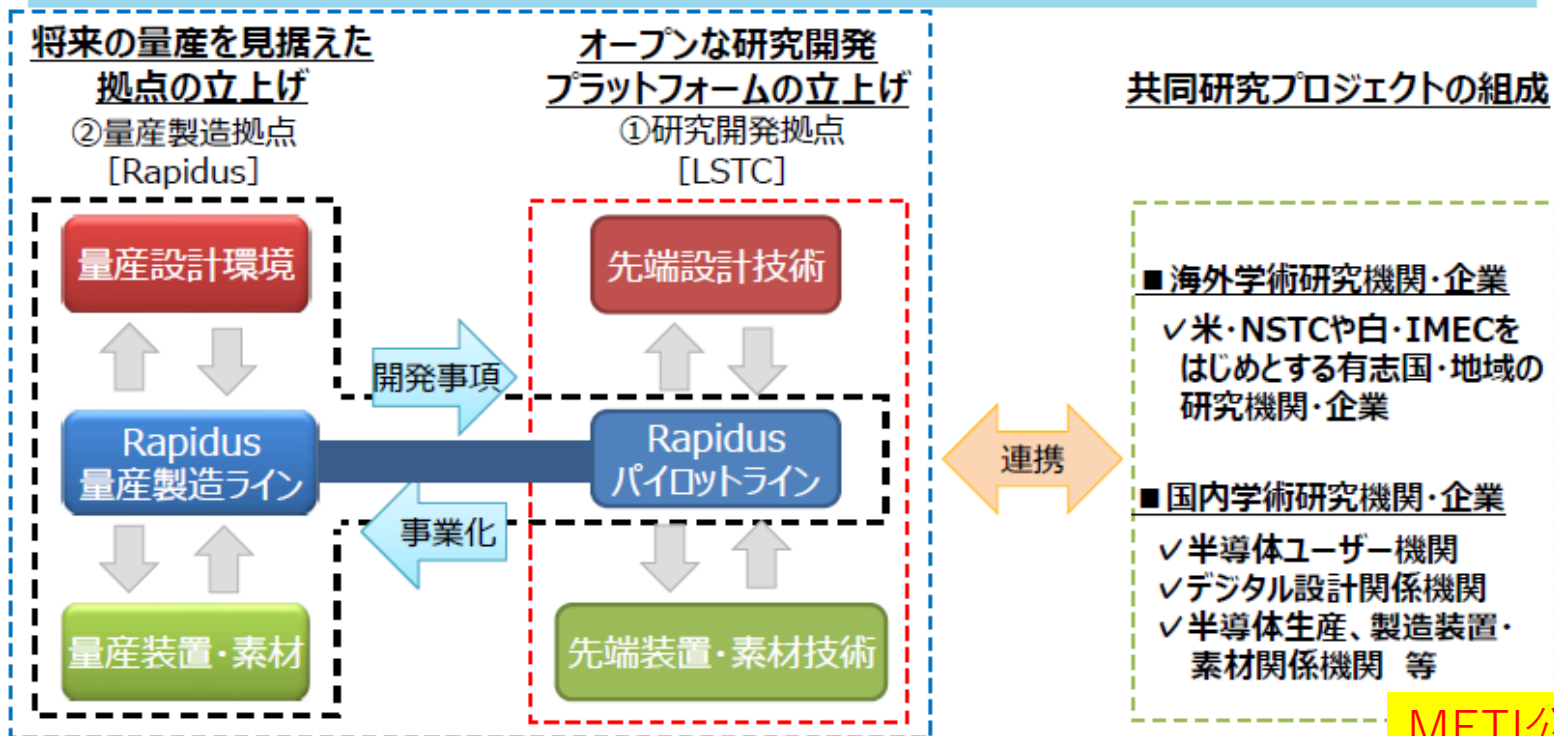 将来の量産を見据えた
拠点の立上げ
②量産製造拠点
[Rapidus]
量産設計環境
Rapidus
量産製造ライン
量産装置・素材
開発事項
事業化
オープンな研究開発
プラットフォームの立上げ
①研究開発拠点
[LSTC]
先端設計技術
Rapidus
パイロットライン
先端装置・素材技術
連携
共同研究プロジェクトの組成
■海外学術研究機関・企業
✓米・NSTCや白・IMECを
はじめとする有志国・地域の
研究機関・企業
■国内学術研究機関・企業
✓半導体ユーザー機関
✓デジタル設計関係機関
✓半導体生産、製造装置・
素材関係機関 等
METI公